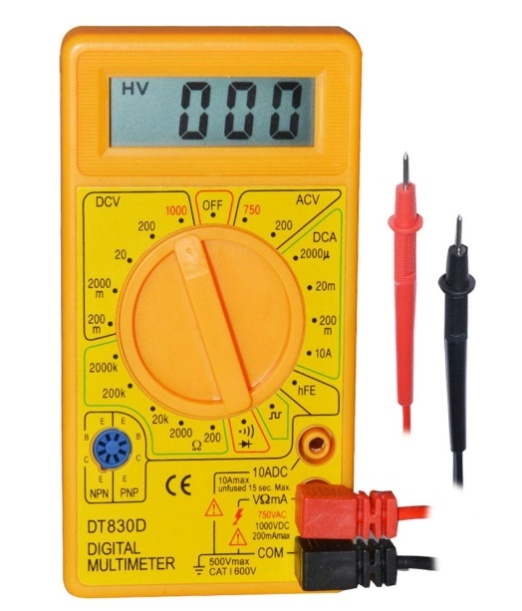 HV 000
DCV
OFF
ACV
1000
750
200
200
DCA
20
2000µ
2000
m
20m
200
m
200
m
10A
2000k
200k
hFE
20k
2000
Ω
200
E E
B B
C C
E E
NPN PNP
CE
10ADC
10Amax
unfused 15 sec. Max.
VΩmA
750VAC
1000VDC
200mAmax
COM
500Vmax
CAT I 600V
DT830D
DIGITAL
MULTIMETER